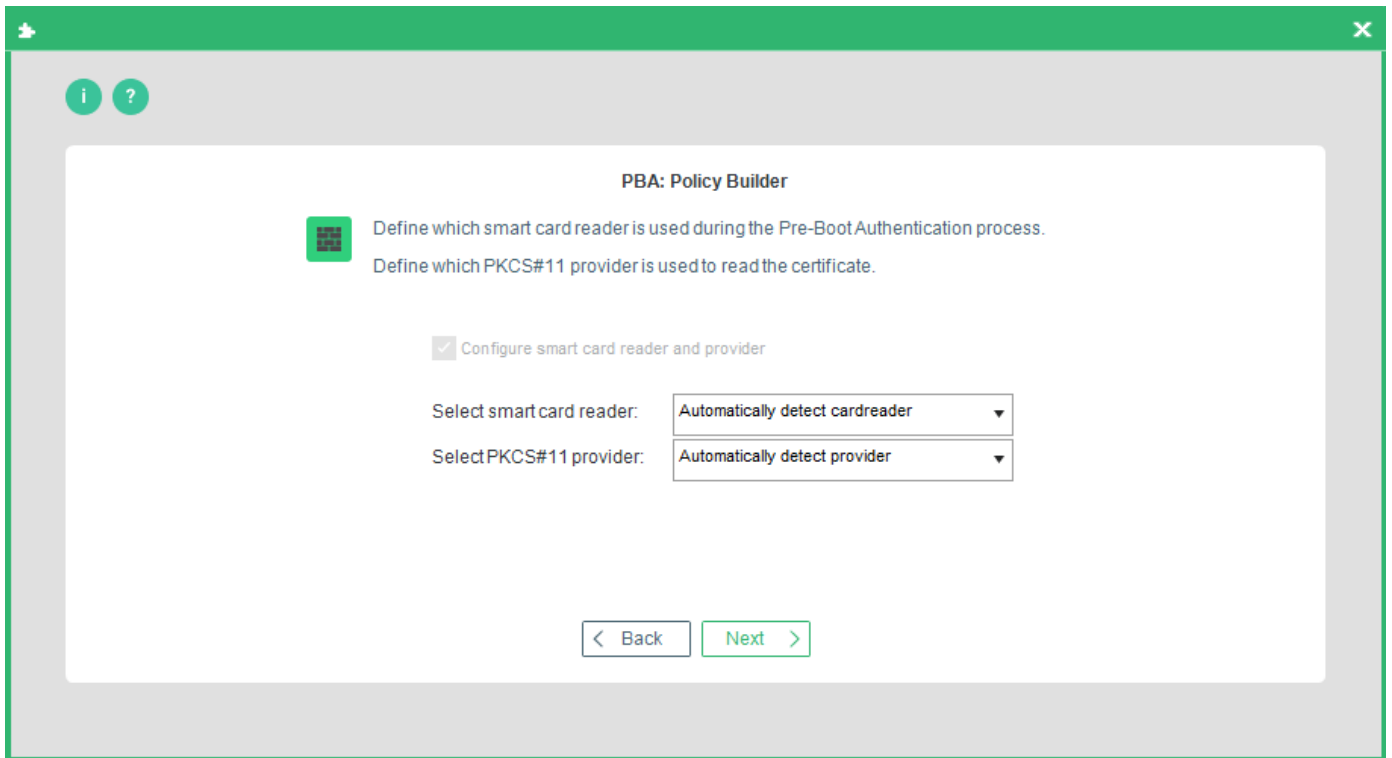 i ?
PBA: Policy Builder
Define which smart card reader is used during the Pre-Boot Authentication process.
Define which PKCS#11 provider is used to read the certificate.
Configure smart card reader and provider
Select smart card reader: Automatically detect cardreader
Select PKCS#11 provider: Automatically detect provider
Back Next